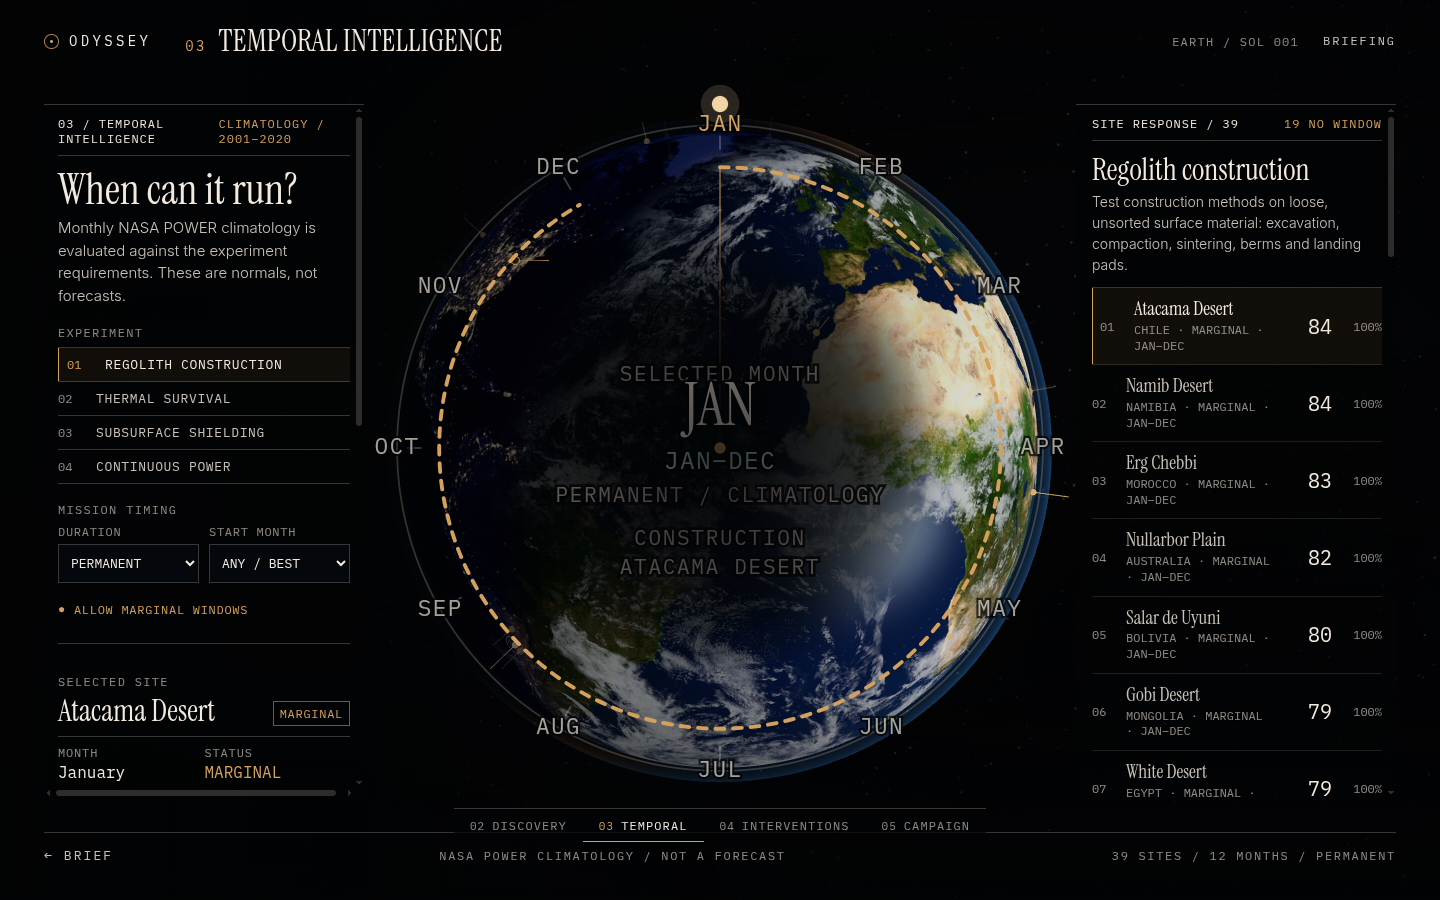 ODYSSEY
03 TEMPORAL INTELLIGENCE
EARTH / SOL 001
BRIEFING
03 / TEMPORAL INTELLIGENCE
CLIMATOLOGY / 2001–2020
When can it run?
Monthly NASA POWER climatology is
evaluated against the experiment
requirements. These are normals, not
forecasts.
EXPERIMENT
01 REGOLITH CONSTRUCTION
02 THERMAL SURVIVAL
03 SUBSURFACE SHIELDING
04 CONTINUOUS POWER
MISSION TIMING
DURATION
START MONTH
PERMANENT
ANY / BEST
● ALLOW MARGINAL WINDOWS
SELECTED SITE
Atacama Desert
MARGINAL
MONTH
STATUS
January
MARGINAL
JAN
FEB
MAR
APR
MAY
JUN
JUL
AUG
SEP
OCT
NOV
DEC
SELECTED MONTH
JAN
JAN–DEC
PERMANENT / CLIMATOLOGY
CONSTRUCTION
ATACAMA DESERT
SITE RESPONSE / 39
19 NO WINDOW
Regolith construction
Test construction methods on loose,
unsorted surface material: excavation,
compaction, sintering, berms and landing
pads.
01 Atacama Desert 84 100%
CHILE · MARGINAL ·
JAN–DEC
02 Namib Desert 84 100%
NAMIBIA · MARGINAL ·
JAN–DEC
03 Erg Chebbi 83 100%
MOROCCO · MARGINAL ·
JAN–DEC
04 Nullarbor Plain 82 100%
AUSTRALIA · MARGINAL
· JAN–DEC
05 Salar de Uyuni 80 100%
BOLIVIA · MARGINAL ·
JAN–DEC
06 Gobi Desert 79 100%
MONGOLIA · MARGINAL
· JAN–DEC
07 White Desert 79 100%
EGYPT · MARGINAL ·
02 DISCOVERY
03 TEMPORAL
04 INTERVENTIONS
05 CAMPAIGN
← BRIEF
NASA POWER CLIMATOLOGY / NOT A FORECAST
39 SITES / 12 MONTHS / PERMANENT